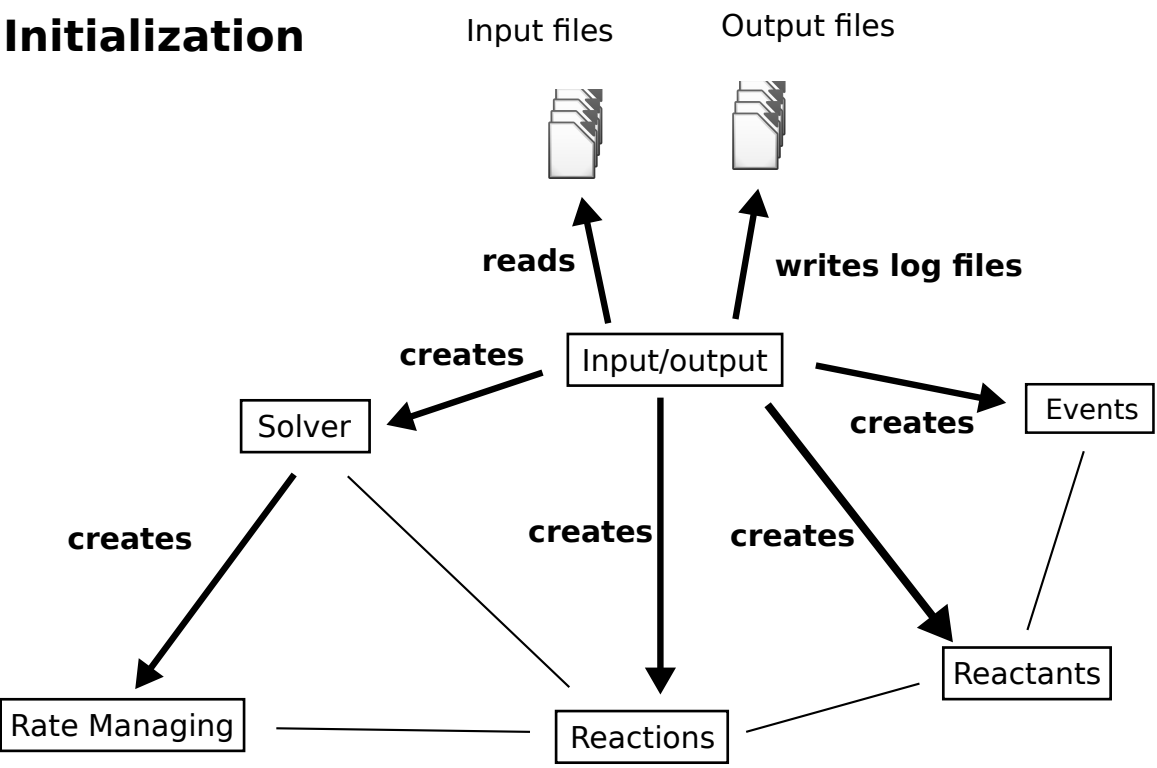 Initialization
Input files
Output files
reads
writes log files
creates
Input/output
Events
creates
Solver
creates
creates
creates
Reactants
Rate Managing
Reactions